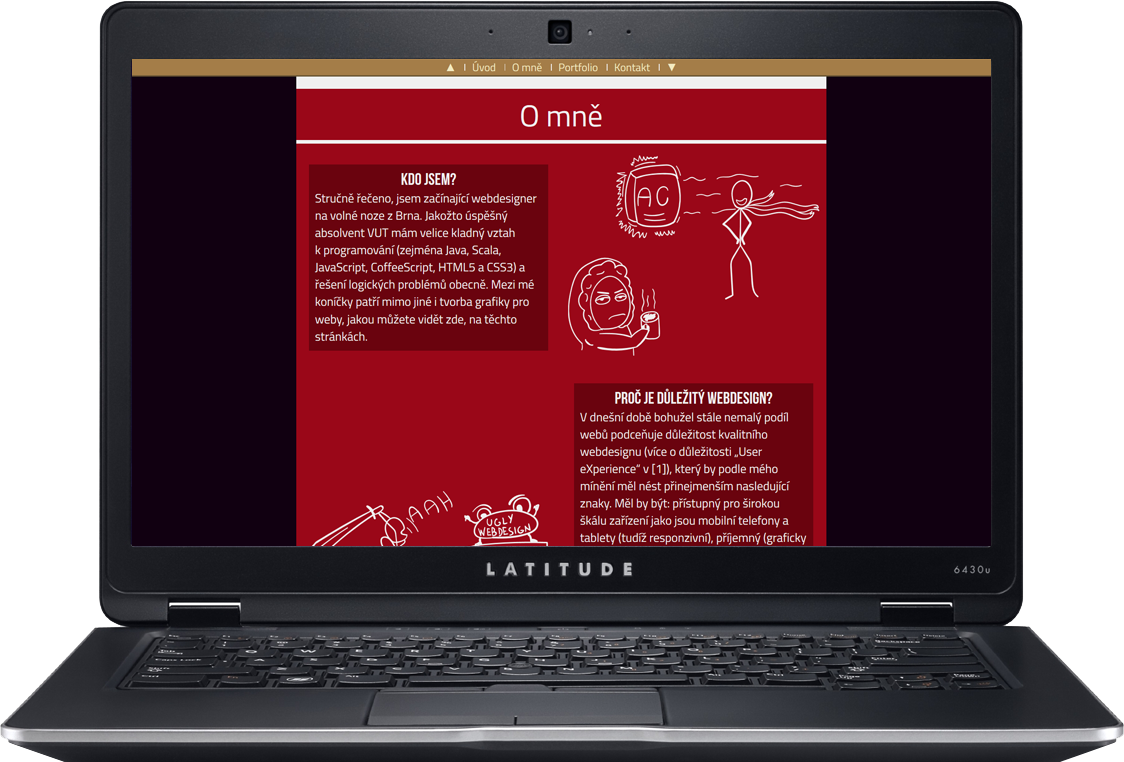 ▲ | Úvod | O mně | Portfolio | Kontakt | ▼
O mně
KDO JSEM?
Stručně řečeno, jsem začínající webdesigner
na volné noze z Brna. Jakožto úspěšný
absolvent VUT mám velice kladný vztah
k programování (zejména Java, Scala,
JavaScript, CoffeeScript, HTML5 a CSS3) a
řešení logických problémů obecně. Mezi mé
koníčky patří mimo jiné i tvorba grafiky pro
weby, jakou můžete vidět zde, na těchto
stránkách.
AC
PROČ JE DŮLEŽITÝ WEBDESIGN?
V dnešní době bohužel stále nemalý podíl
webů podceňuje důležitost kvalitního
webdesignu (více o důležitosti „User
eXperience“ v [1]), který by podle mého
mínění měl nést přinejmenším nasledující
znaky. Měl by být: přístupný pro širokou
škálu zařízení jako jsou mobilní telefony a
tablety (tudíž responzivní), příjemný (graficky
AAAH
UGLY
WEBDESIGN
LATITUDE
6430u